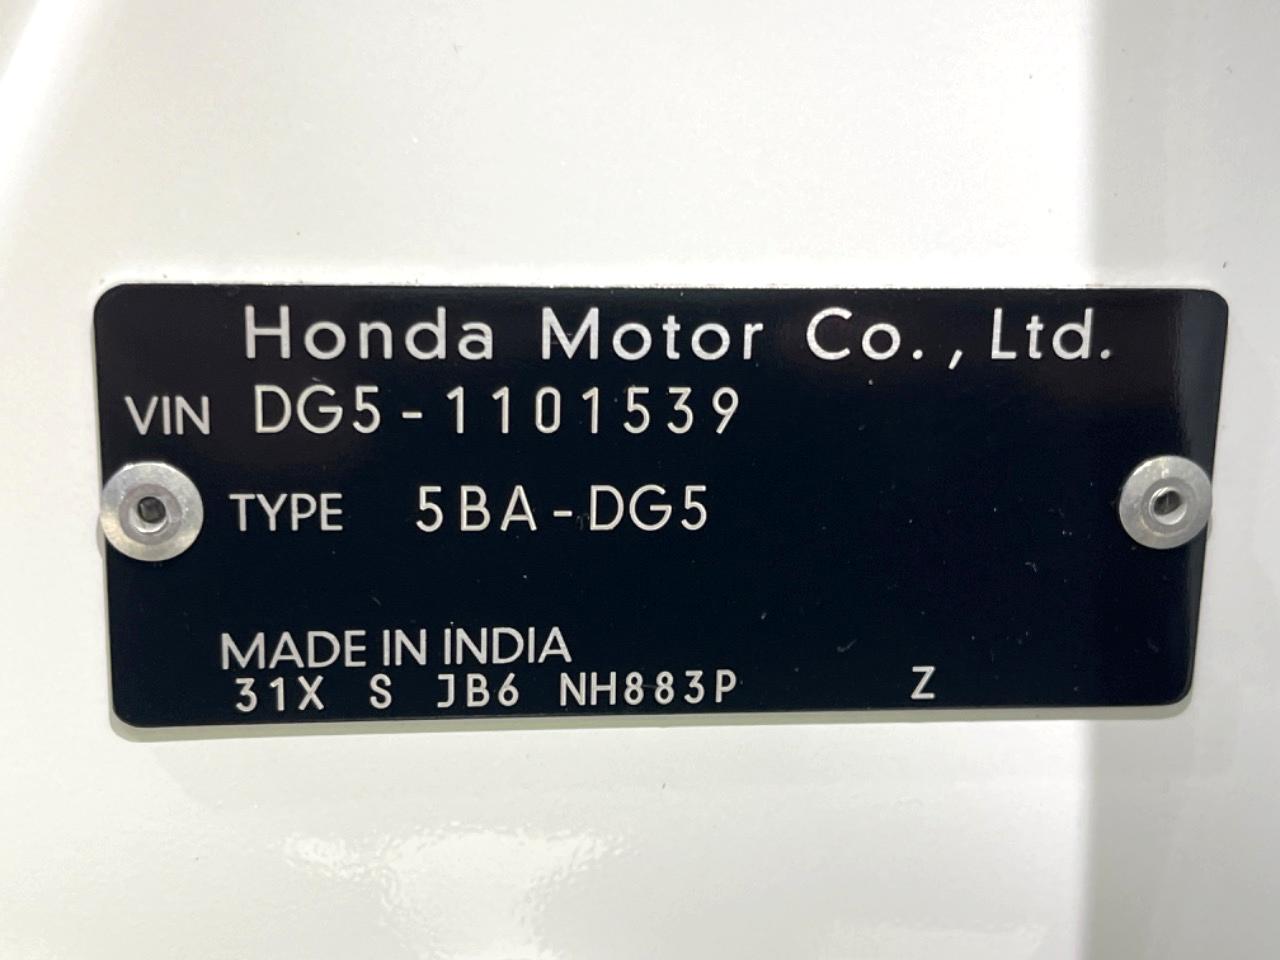 Honda Motor Co., Ltd.
VIN DG5-1101539
TYPE 5BA-DG5
MADE IN INDIA
31X S JB6 NH883P Z